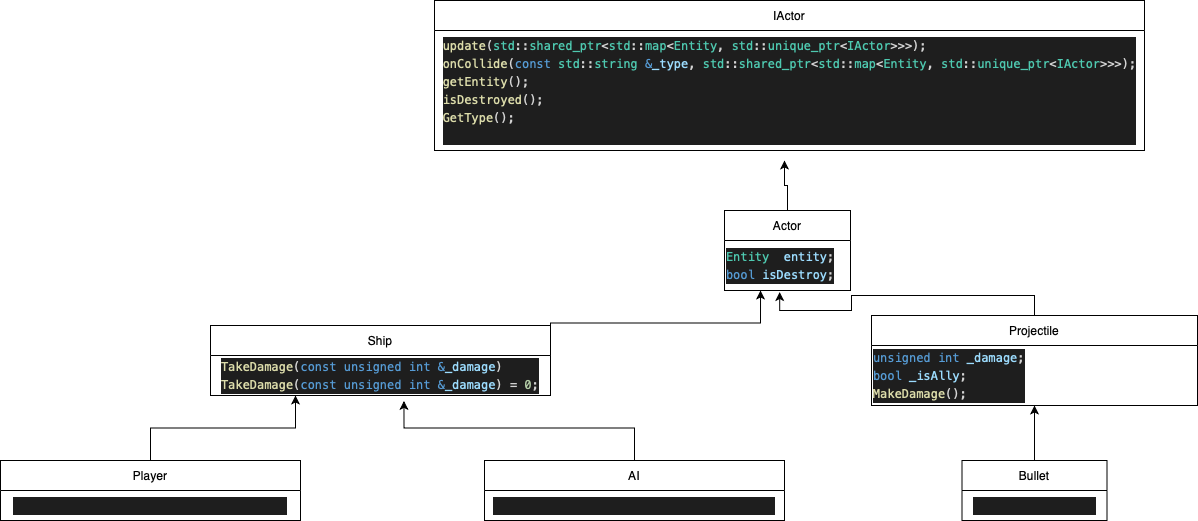 IActor
update(std::shared_ptr<std::map<Entity, std::unique_ptr<IActor>>>);
onCollide(const std::string &_type, std::shared_ptr<std::map<Entity, std::unique_ptr<IActor>>>);
getEntity();
isDestroyed();
GetType();
Actor
Entity  entity;
bool isDestroy;
Ship
TakeDamage(const unsigned int &_damage)
TakeDamage(const unsigned int &_damage) = 0;
Projectile
unsigned int _damage;
bool _isAlly;
MakeDamage();
Player
AI
Bullet